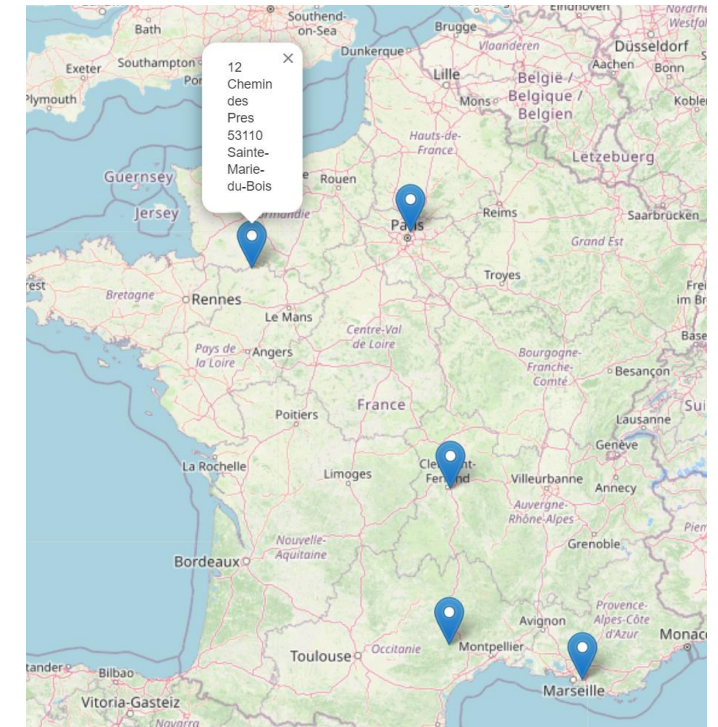 Bath
Southend-
on-Sea
Brugge
Eindhoven
Vlaanderen
Düsseldorf
Exeter
Southampton
Dunkerque
Aachen
Bonn
Plymouth
Lille
België /
Belgique /
Belgien
Mons
Hauts-de-
France
Lëtzebuerg
12
Chemin
des
Pres
53110
Sainte-
Marie-
du-Bois
×
Guernsey
Jersey
Rouen
Reims
Saarbrücken
Grand Est
Troyes
Bretagne
Rennes
Le Mans
Centre-Val
de Loire
Pays de
la Loire
Angers
Bourgogne-
Franche-
Comté
Besançon
France
Poitiers
Lausanne
Genève
La Rochelle
Limoges
Villeurbanne
Annecy
Auvergne-
Rhône-Alpes
Nouvelle-
Aquitaine
Grenoble
Bordeaux
Provence-
Alpes-Côte
d'Azur
Avignon
Toulouse
Occitanie
Montpellier
Marseille
Bilbao
Vitoria-Gasteiz
Navarra